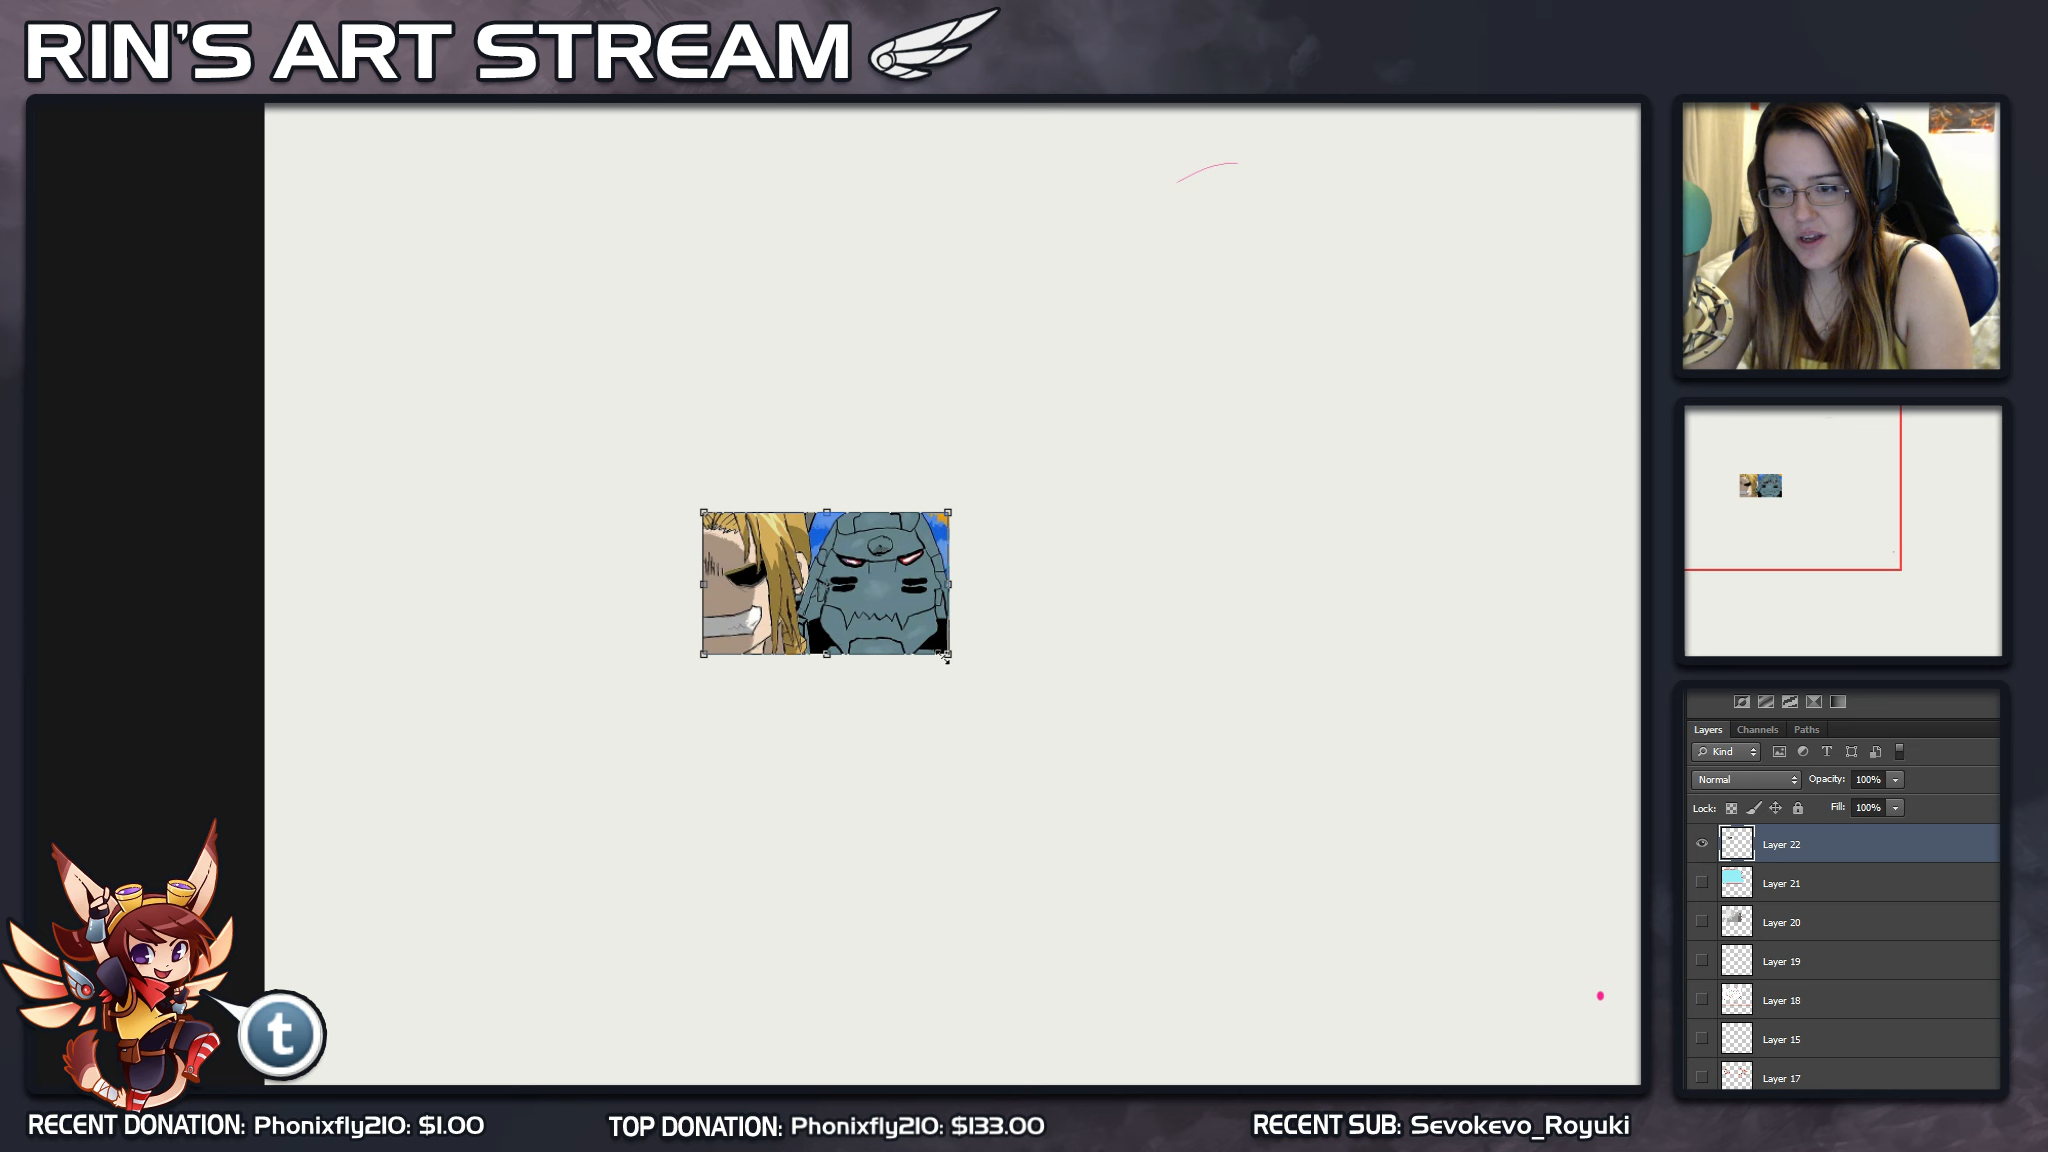 RIN'S ART STREAM
Layers Channels Paths
Kind
Normal Opacity: 100%
Lock: Fill: 100%
Layer 22
Layer 21
Layer 20
Layer 19
Layer 18
Layer 15
Layer 17
t
RECENT DONATION: Phonixfly210: $1.00 TOP DONATION: Phonixfly210: $133.00 RECENT SUB: Sevokevo_Royuki